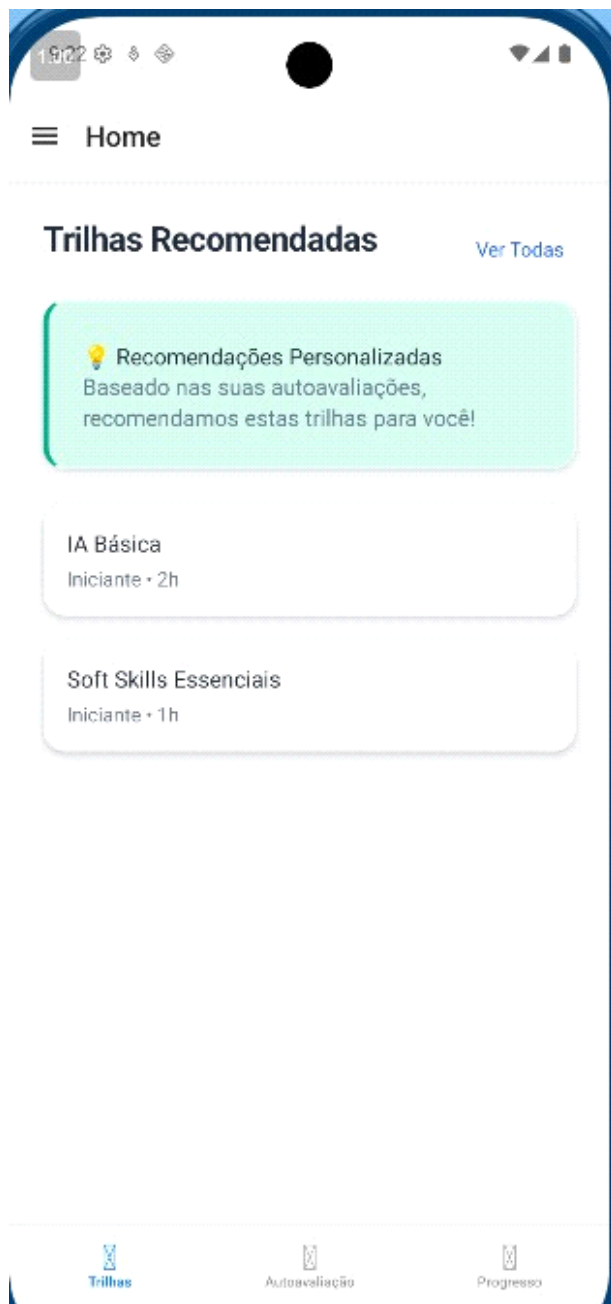 Home
Trilhas Recomendadas
Ver Todas
💡 Recomendações Personalizadas
Baseado nas suas autoavaliações,
recomendamos estas trilhas para você!
IA Básica
Iniciante • 2h
Soft Skills Essenciais
Iniciante • 1h
Trilhas
Autoavaliação
Progresso